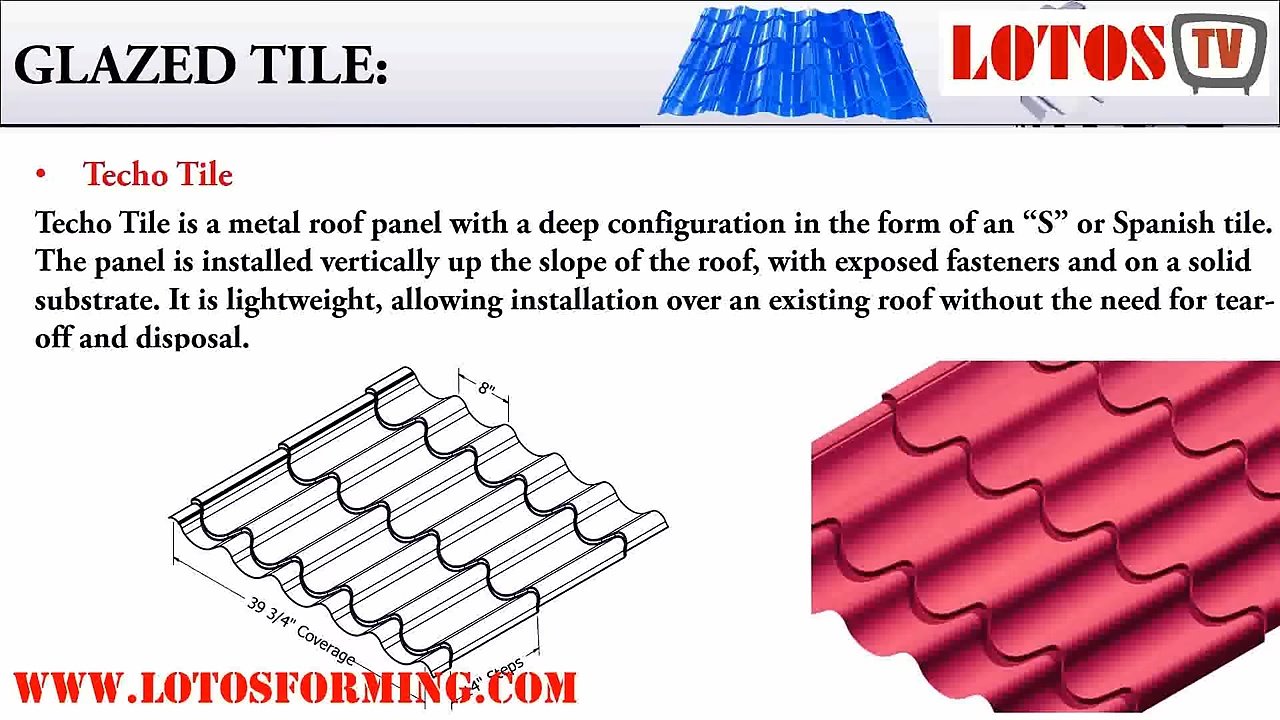 GLAZED TILE:
LOTOS TV
• Techo Tile
Techo Tile is a metal roof panel with a deep configuration in the form of an “S” or Spanish tile.
The panel is installed vertically up the slope of the roof, with exposed fasteners and on a solid
substrate. It is lightweight, allowing installation over an existing roof without the need for tear-
off and disposal.
8"
39 3/4" Coverage
4" Steps
WWW.LOTOSFORMING.COM